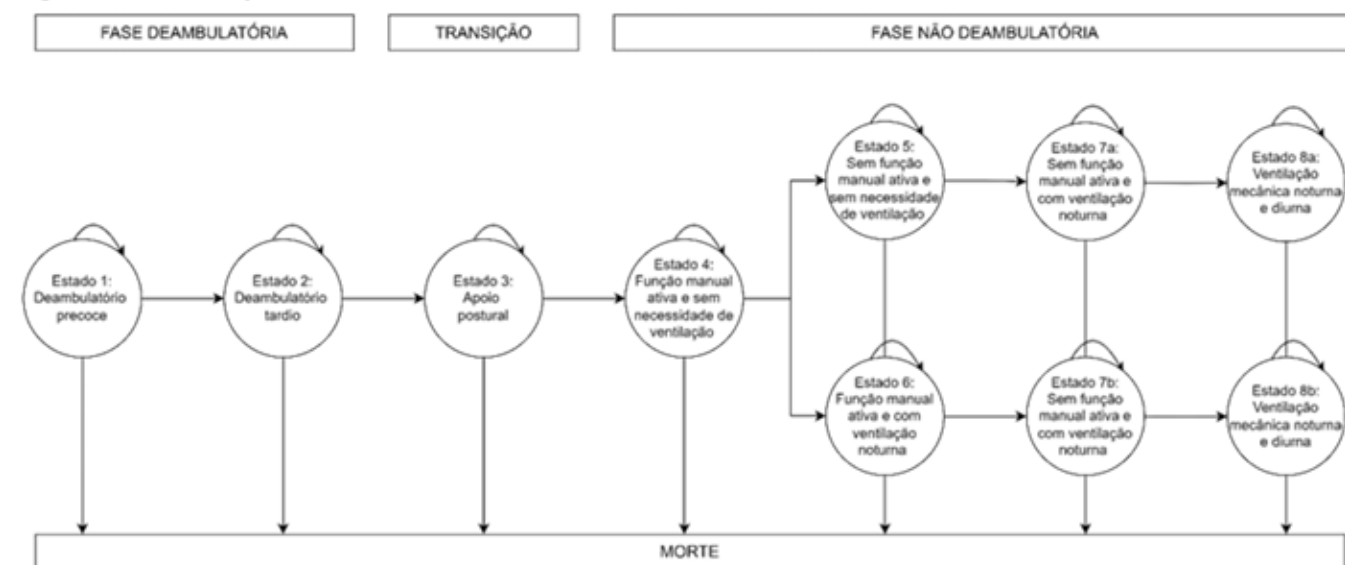 FASE DEAMBULATÓRIA
TRANSIÇÃO
FASE NÃO DEAMBULATÓRIA
Estado 1:
Deambulatório
precoce
Estado 2:
Deambulatório
tardio
Estado 3:
Apoio
postural
Estado 4:
Função manual
ativa e sem
necessidade de
ventilação
Estado 5:
Sem função
manual ativa e
sem necessidade
de ventilação
Estado 7a:
Sem função
manual ativa e
com ventilação
noturna
Estado 8a:
Ventilação
mecânica noturna
e diurna
Estado 6:
Função manual
ativa e com
ventilação
noturna
Estado 7b:
Sem função
manual ativa e
com ventilação
noturna
Estado 8b:
Ventilação
mecânica noturna
e diurna
MORTE